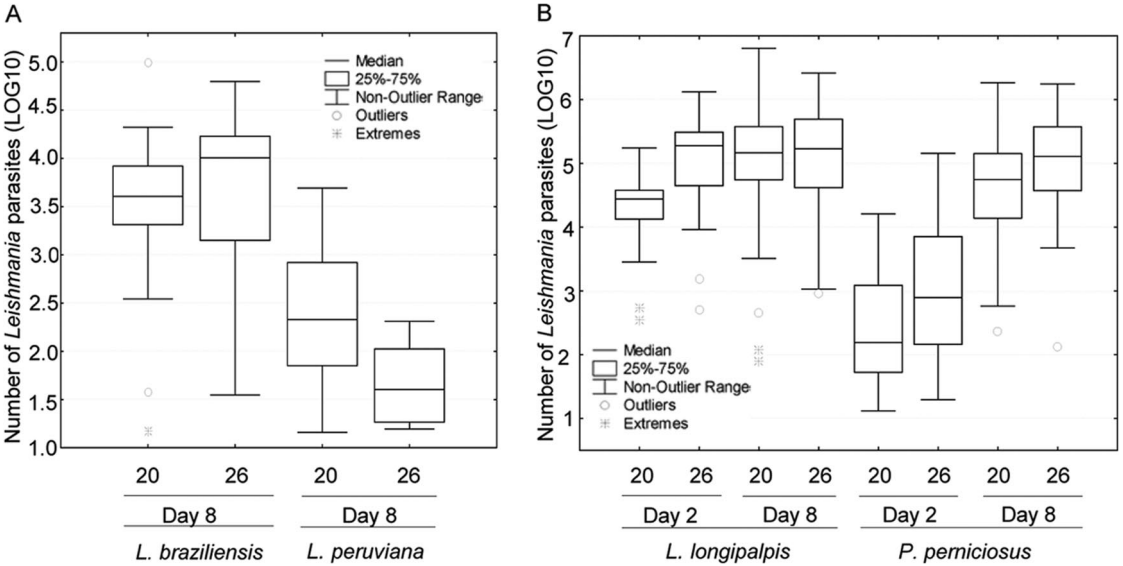 A
Number of Leishmania parasites (LOG10)
5.0
4.5
4.0
3.5
3.0
2.5
2.0
1.5
1.0
Median
25%-75%
Non-Outlier Range
Outliers
Extremes
20 26 20 26
Day 8 Day 8
L. braziliensis L. peruviana
B
Number of Leishmania parasites (LOG10)
7
6
5
4
3
2
1
Median
25%-75%
Non-Outlier Range
Outliers
Extremes
20 26 20 26 20 26 20 26
Day 2 Day 8 Day 2 Day 8
L. longipalpis P. perniciosus